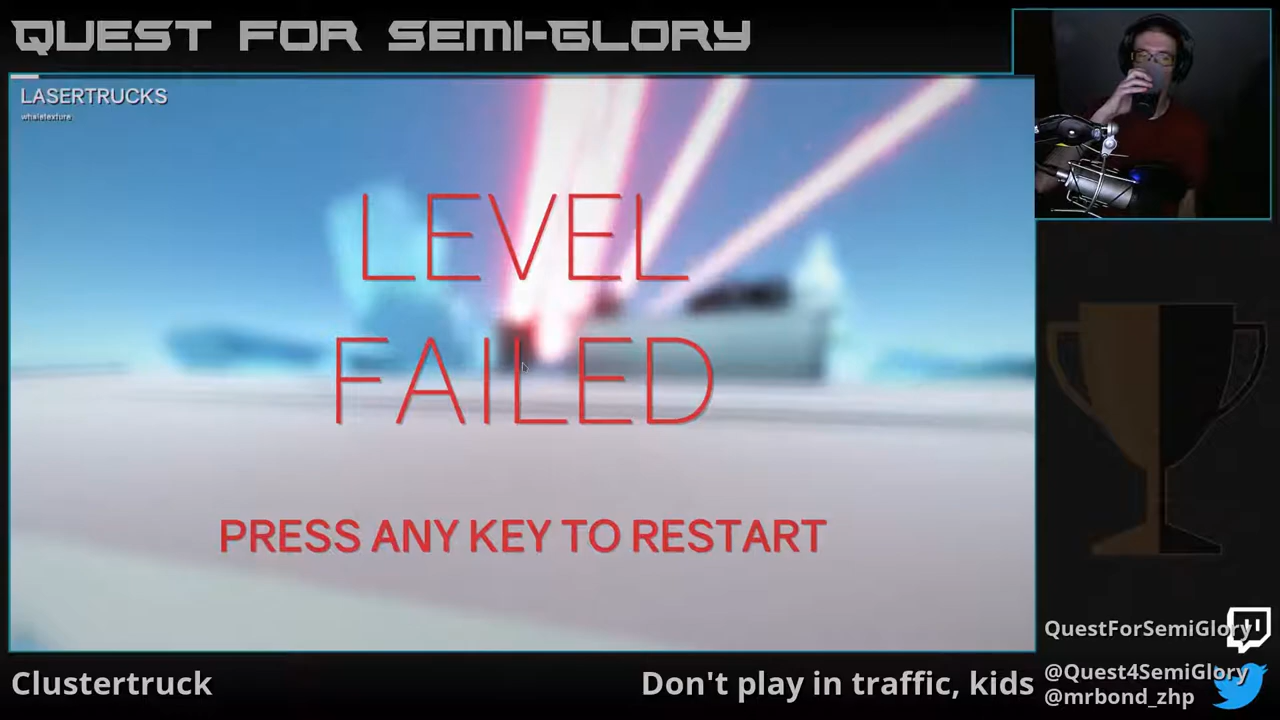 QUEST FOR SEMI-GLORY
LASERTRUCKS
whaletexture
LEVEL
FAILED
PRESS ANY KEY TO RESTART
QuestForSemiGlory
@Quest4SemiGlory
@mrbond_zhp
Clustertruck
Don't play in traffic, kids